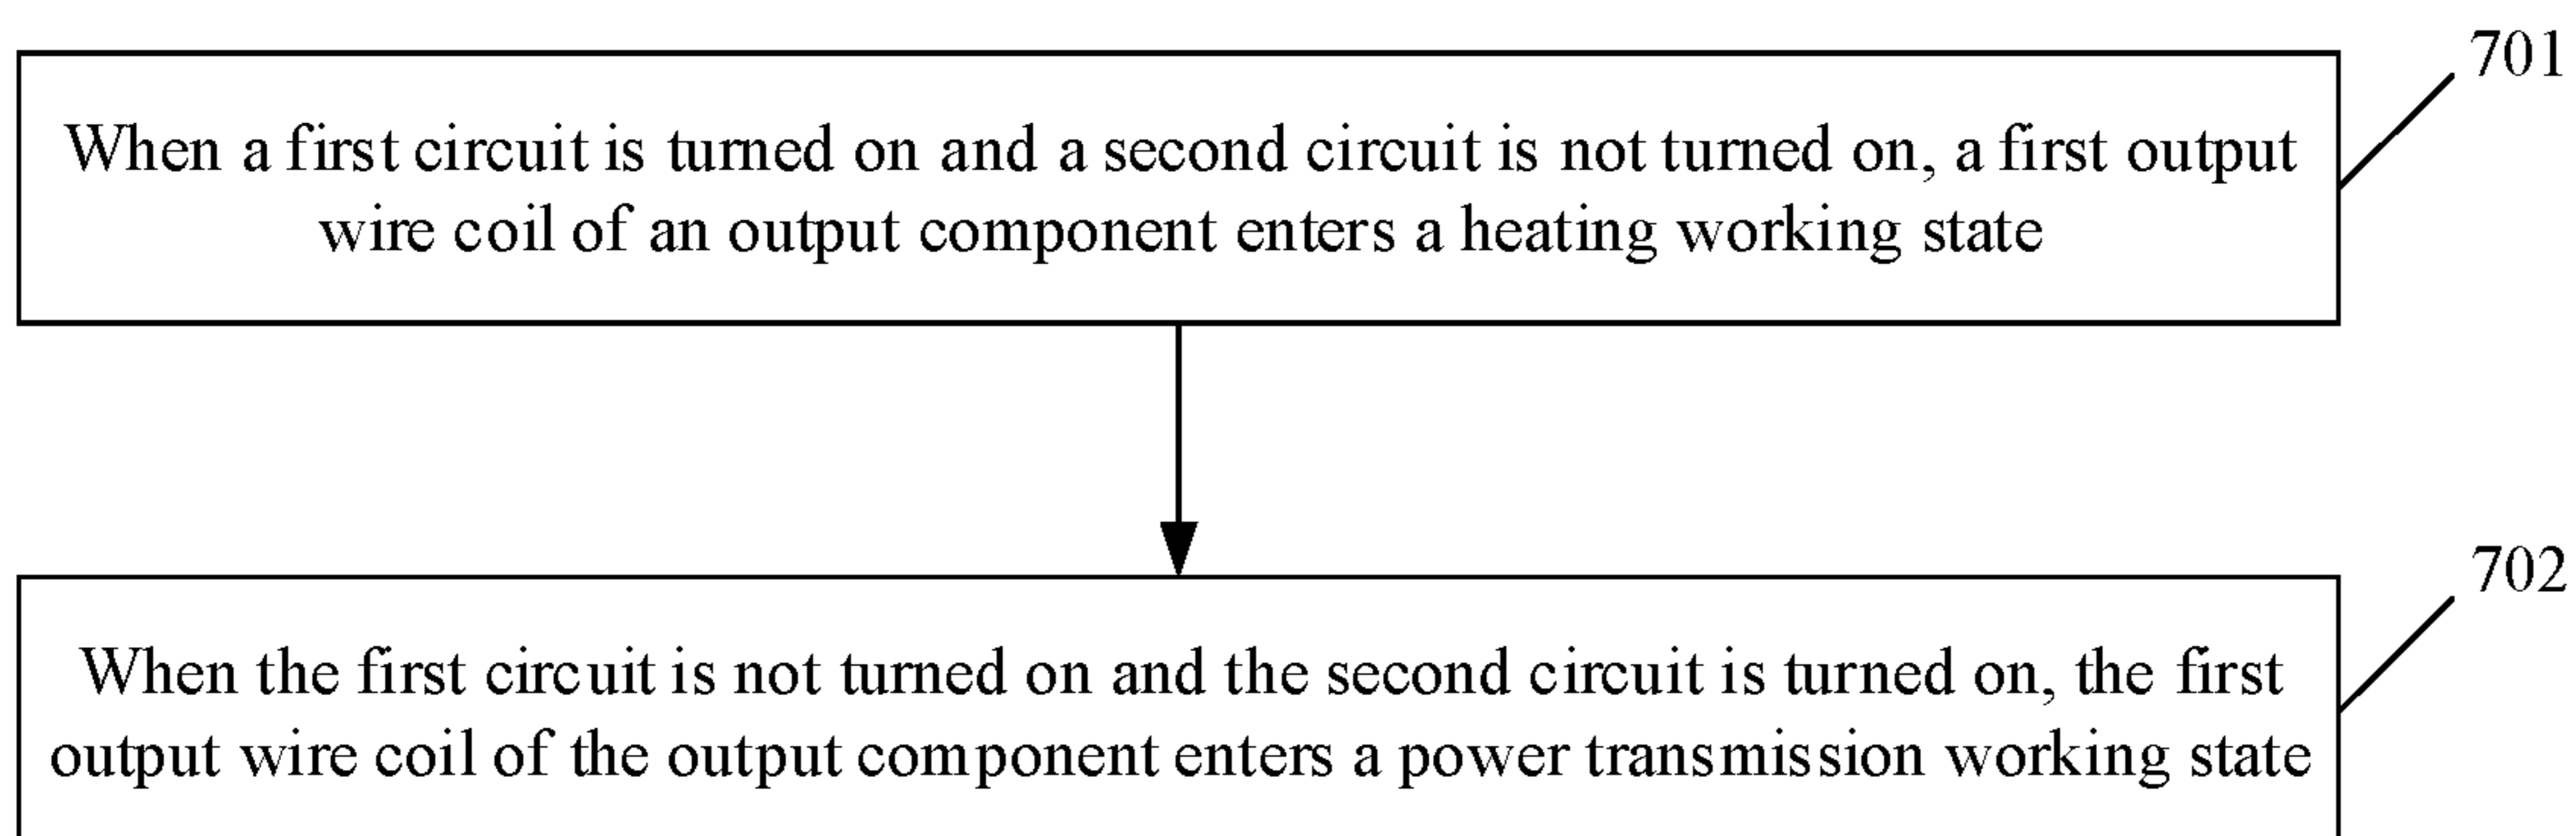 701
When a first circuit is turned on and a second circuit is not turned on, a first output
wire coil of an output component enters a heating working state
702
When the first circuit is not turned on and the second circuit is turned on, the first
output wire coil of the output component enters a power transmission working state